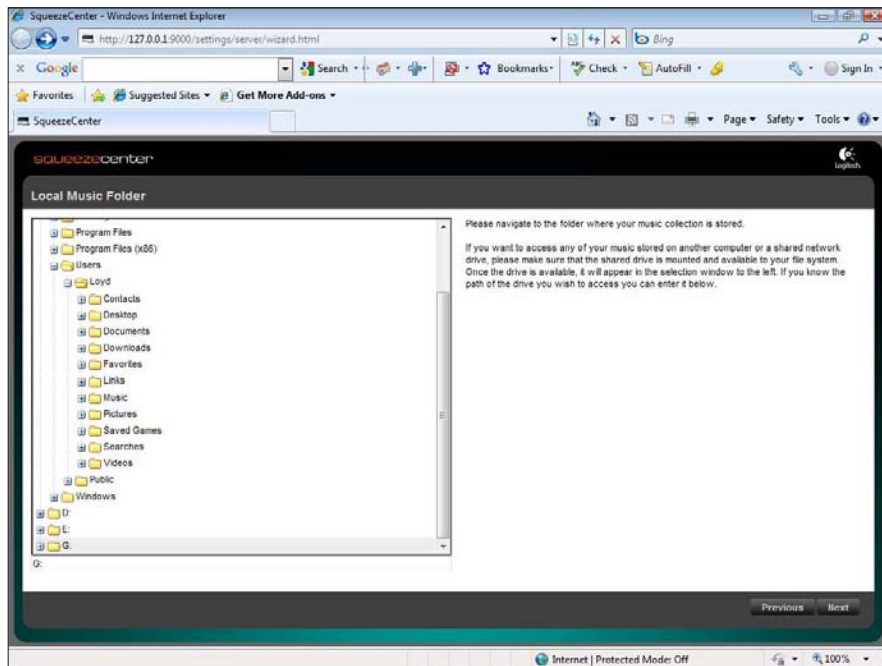 SqueezeCenter - Windows Internet Explorer
http://127.0.0.1:9000/settings/server/wizard.html
Bing
x Google Search Bookmarks Check AutoFill Sign In
Favorites Suggested Sites Get More Add-ons
SqueezeCenter Page Safety Tools
squeezecenter
Logitech
Local Music Folder
Program Files
Program Files (x86)
Users
Loyd
Contacts
Desktop
Documents
Downloads
Favorites
Links
Music
Pictures
Saved Games
Searches
Videos
Public
Windows
D:
E:
G:
G:
Please navigate to the folder where your music collection is stored.
If you want to access any of your music stored on another computer or a shared network
drive, please make sure that the shared drive is mounted and available to your file system.
Once the drive is available, it will appear in the selection window to the left. If you know the
path of the drive you wish to access you can enter it below.
Previous Next
Internet | Protected Mode: Off 100%